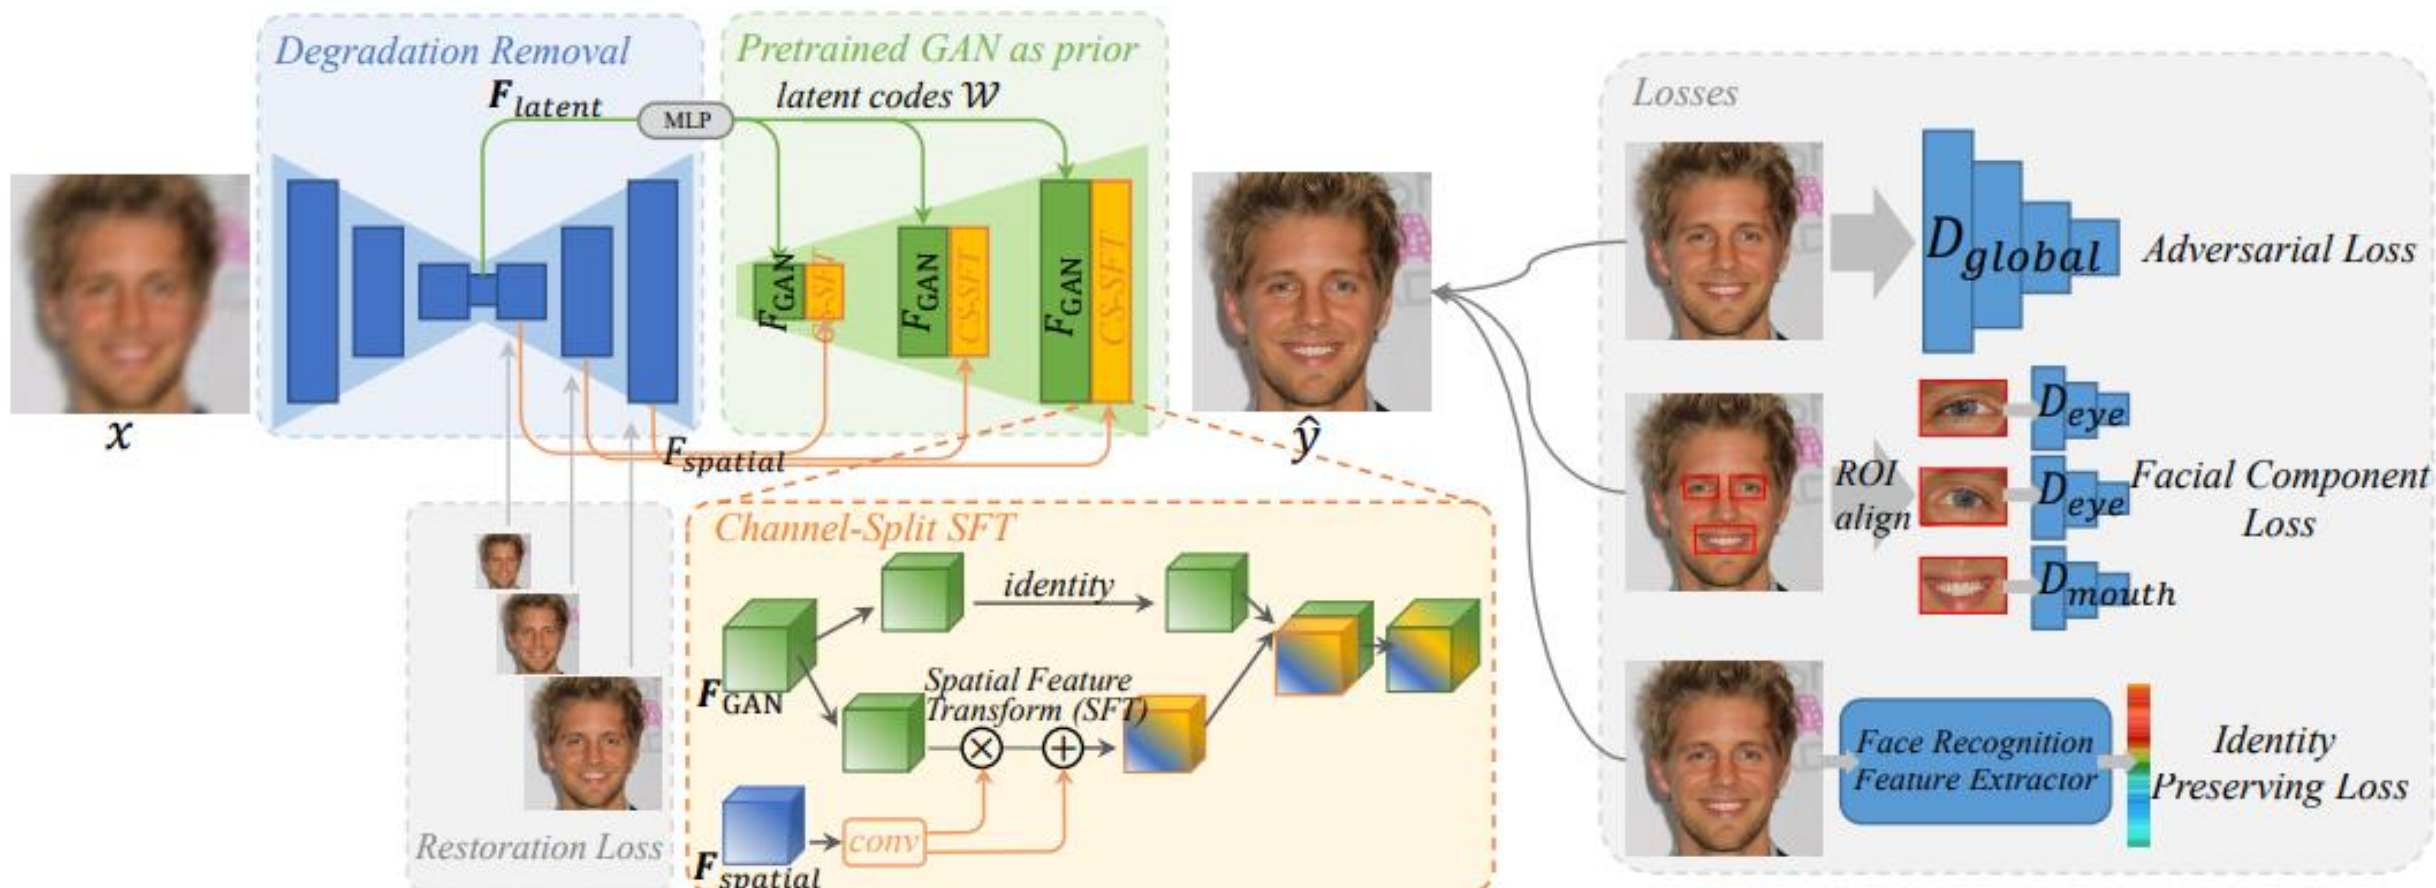 Degradation Removal
F_latent
MLP
Pretrained GAN as prior
latent codes 𝒲
F_GAN
CS-SFT
F_GAN
CS-SFT
F_GAN
CS-SFT
x
F_spatial
ŷ
Restoration Loss
Channel-Split SFT
identity
F_GAN
Spatial Feature
Transform (SFT)
×
+
conv
F_spatial
Losses
D_global
Adversarial Loss
ROI
align
D_eye
D_eye
D_mouth
Facial Component
Loss
Face Recognition
Feature Extractor
Identity
Preserving Loss